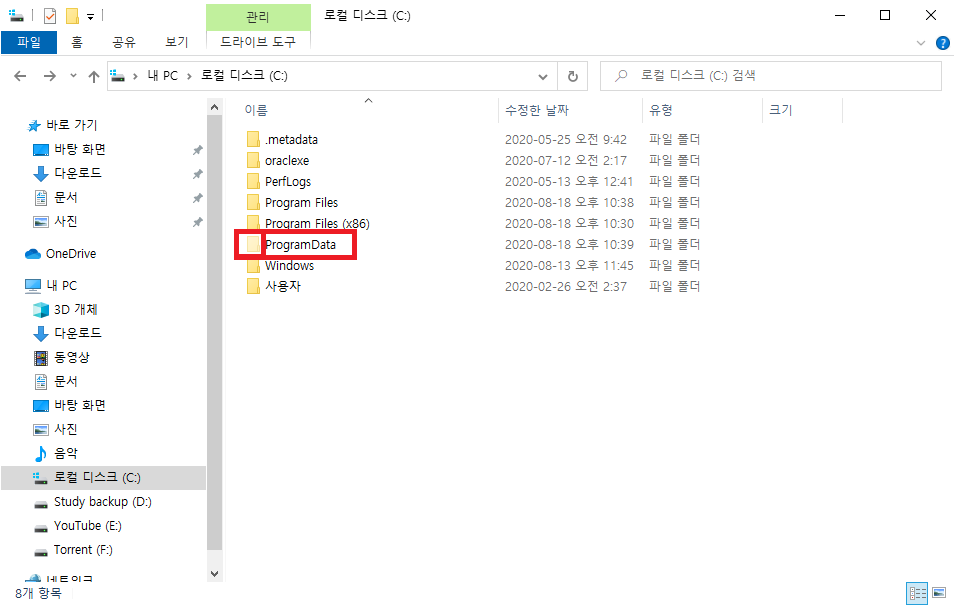 관리
로컬 디스크 (C:)
파일
홈
공유
보기
드라이브 도구
내 PC
로컬 디스크 (C:)
로컬 디스크 (C:) 검색
바로 가기
바탕 화면
다운로드
문서
사진
OneDrive
내 PC
3D 개체
다운로드
동영상
문서
바탕 화면
사진
음악
로컬 디스크 (C:)
Study backup (D:)
YouTube (E:)
Torrent (F:)
네트워크
이름 수정한 날짜 유형 크기
.metadata 2020-05-25 오전 9:42 파일 폴더
oraclexe 2020-07-12 오전 2:17 파일 폴더
PerfLogs 2020-05-13 오후 12:41 파일 폴더
Program Files 2020-08-18 오후 10:38 파일 폴더
Program Files (x86) 2020-08-18 오후 10:30 파일 폴더
ProgramData 2020-08-18 오후 10:39 파일 폴더
Windows 2020-08-13 오후 11:45 파일 폴더
사용자 2020-02-26 오전 2:37 파일 폴더
8개 항목